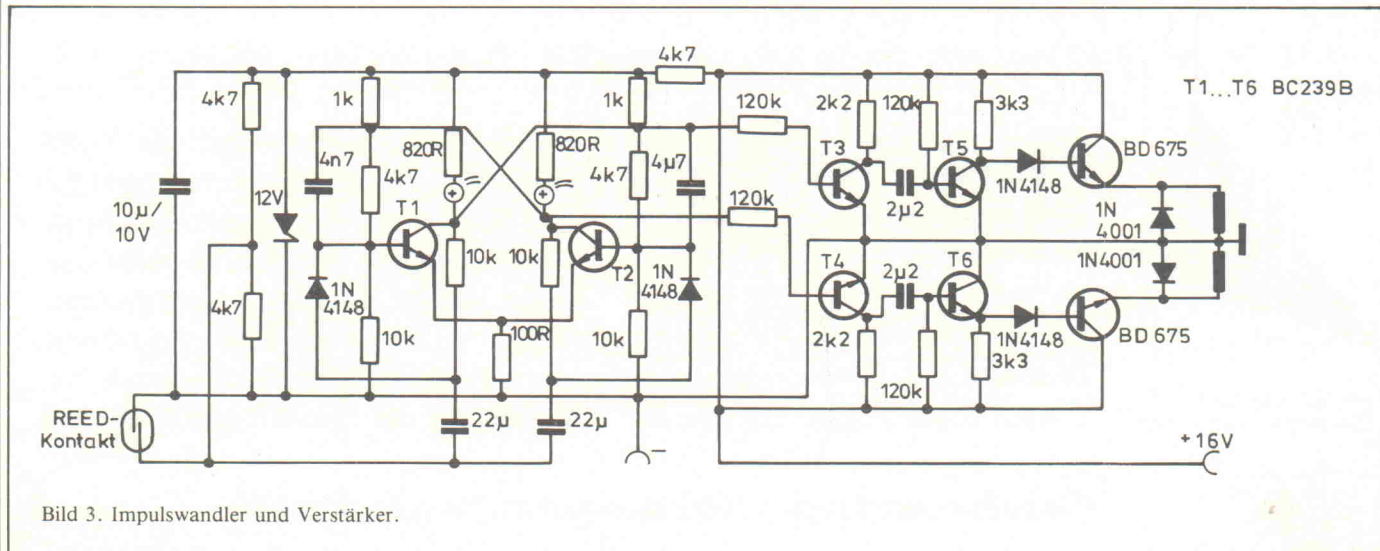 4k7
T1...T6 BC239B
4k7
1k
1k
120k
2k2
120k
3k3
4n7
820R
820R
4µ7
T3
T5
BD 675
4k7
4k7
1N4148
12V
T1
120k
2µ2
1N
4001
10µ/
10V
10k
10k
T2
1N
4148
T4
2µ2
T6
1N4001
4k7
1N
4148
100R
2k2
1N4148
BD 675
10k
10k
120k
3k3
REED-
Kontakt
22µ
22µ
−
+16V
Bild 3. Impulswandler und Verstärker.